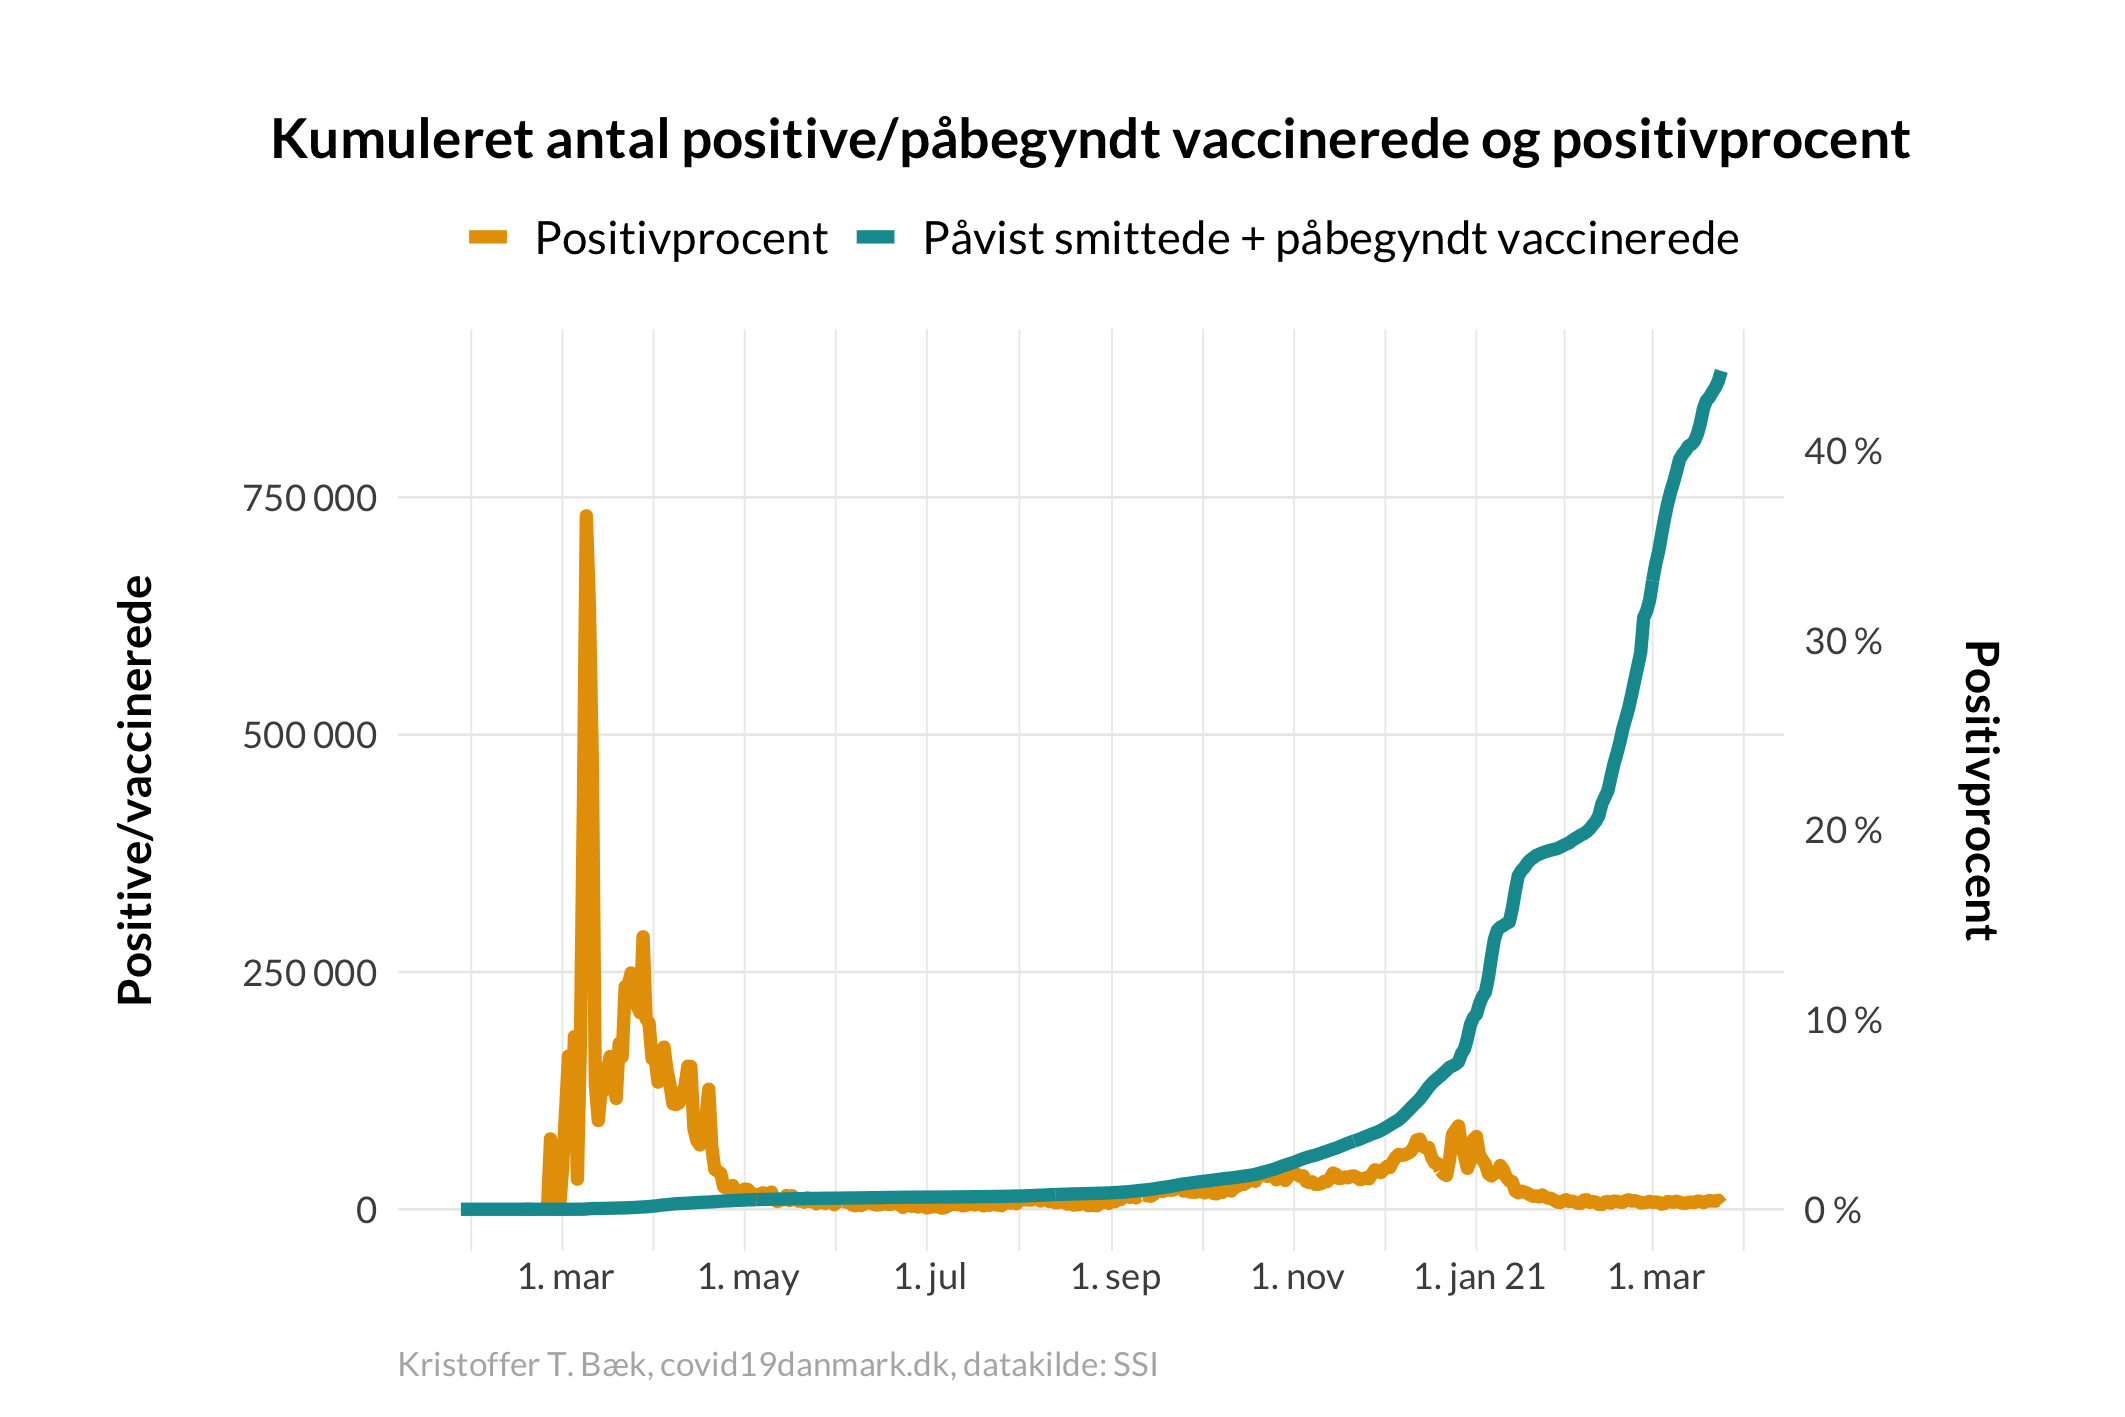 Kumuleret antal positive/påbegyndt vaccinerede og positivprocent
Positivprocent
Påvist smittede + påbegyndt vaccinerede
Positive/vaccinerede
750 000
500 000
250 000
0
40 %
30 %
20 %
10 %
0 %
Positivprocent
1. mar
1. may
1. jul
1. sep
1. nov
1. jan 21
1. mar
Kristoffer T. Bæk, covid19danmark.dk, datakilde: SSI